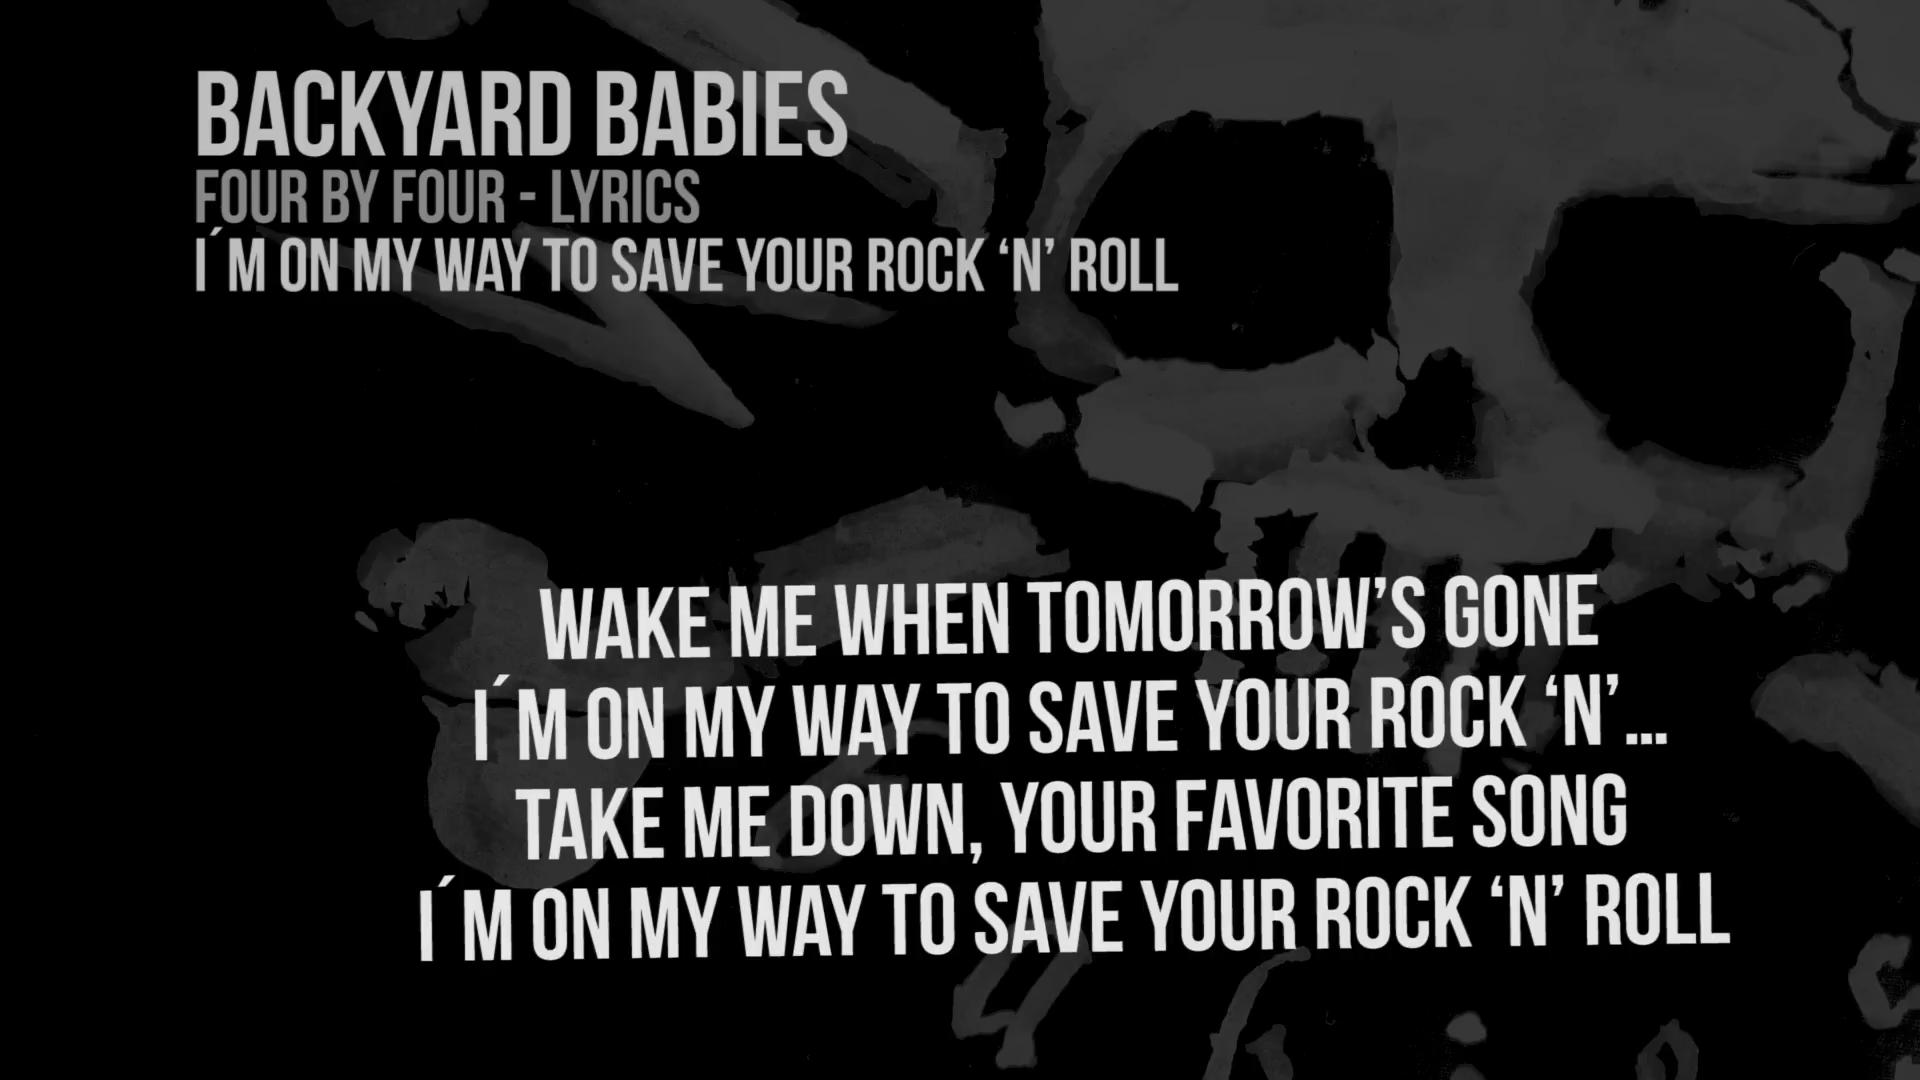 BACKYARD BABIES
FOUR BY FOUR - LYRICS
I´M ON MY WAY TO SAVE YOUR ROCK ‘N’ ROLL
WAKE ME WHEN TOMORROW’S GONE
I´M ON MY WAY TO SAVE YOUR ROCK ‘N’...
TAKE ME DOWN, YOUR FAVORITE SONG
I´M ON MY WAY TO SAVE YOUR ROCK ‘N’ ROLL